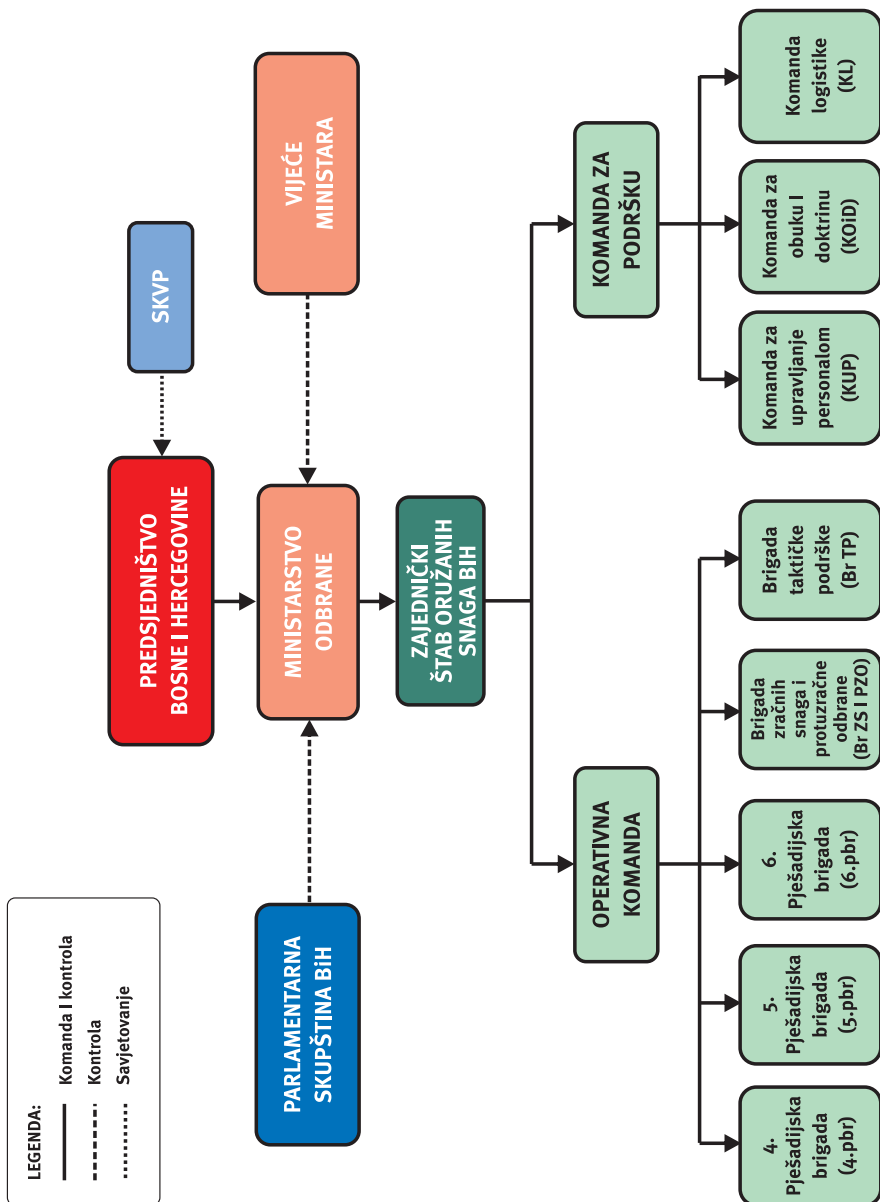 LEGENDA:
Komanda I kontrola
Kontrola
Savjetovanje
PREDSJEDNIŠTVO
BOSNE I HERCEGOVINE
SKVP
PARLAMENTARNA
SKUPŠTINA BiH
MINISTARSTVO
ODBRANE
VIJEĆE
MINISTARA
ZAJEDNIČKI
ŠTAB ORUŽANIH
SNAGA BIH
OPERATIVNA
KOMANDA
KOMANDA ZA
PODRŠKU
4.
Pješadijska
brigada
(4.pbr)
5.
Pješadijska
brigada
(5.pbr)
6.
Pješadijska
brigada
(6.pbr)
Brigada
zračnih
snaga i
protuzračne
odbrane
(Br ZS I PZO)
Brigada
taktičke
podrške
(Br TP)
Komanda za
upravljanje
personalom
(KUP)
Komanda za
obuku I
doktrinu
(KOiD)
Komanda
logistike
(KL)